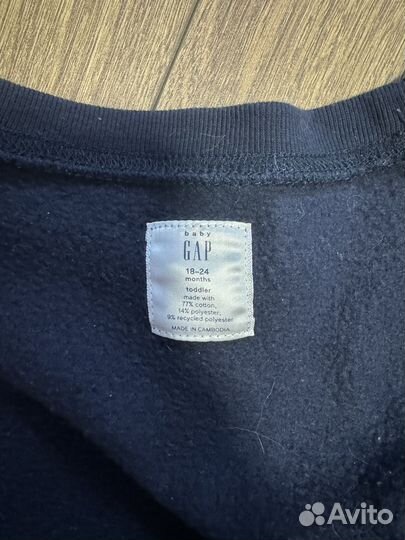 baby
GAP
18-24
months
toddler
made with
77% cotton,
14% polyester,
9% recycled polyester
MADE IN CAMBODIA
Avito